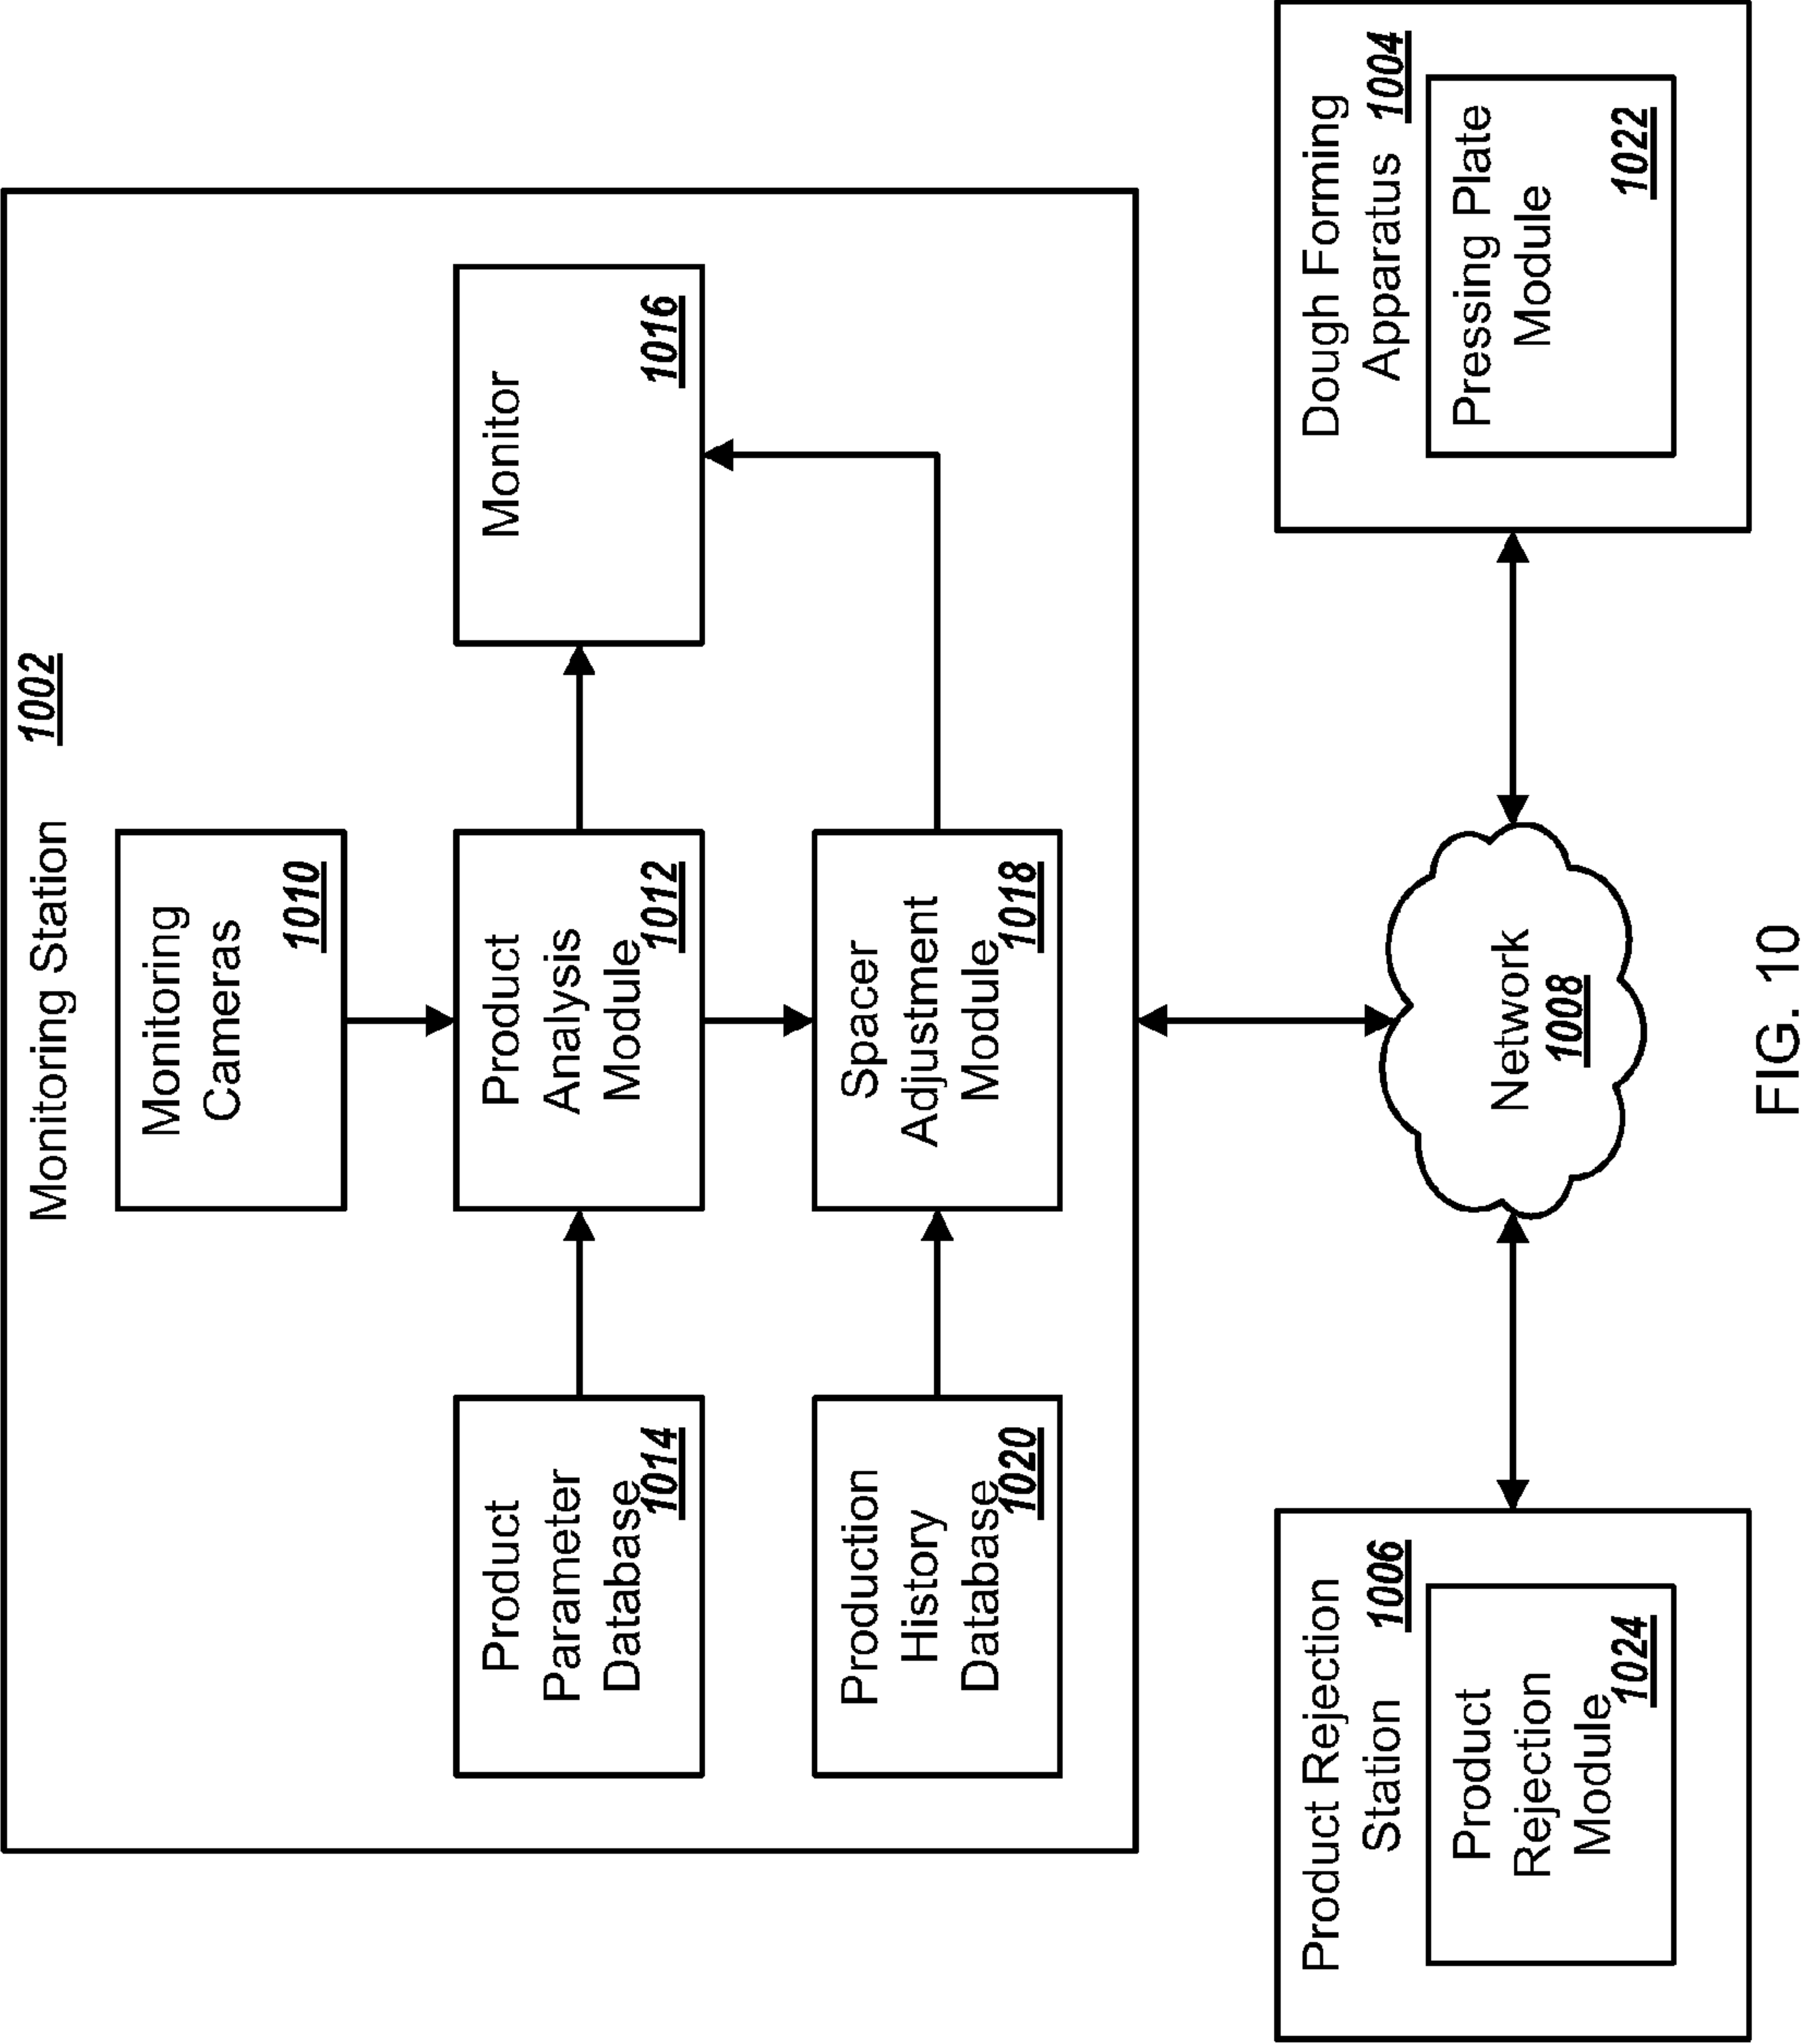 Monitoring Station 1002
Monitoring
Cameras
1010
Product
Parameter
Database
1014
Product
Analysis
Module
1012
Monitor
1016
Production
History
Database
1020
Spacer
Adjustment
Module
1018
Product Rejection
Station 1006
Product
Rejection
Module
1024
Network
1008
Dough Forming
Apparatus 1004
Pressing Plate
Module
1022
FIG. 10